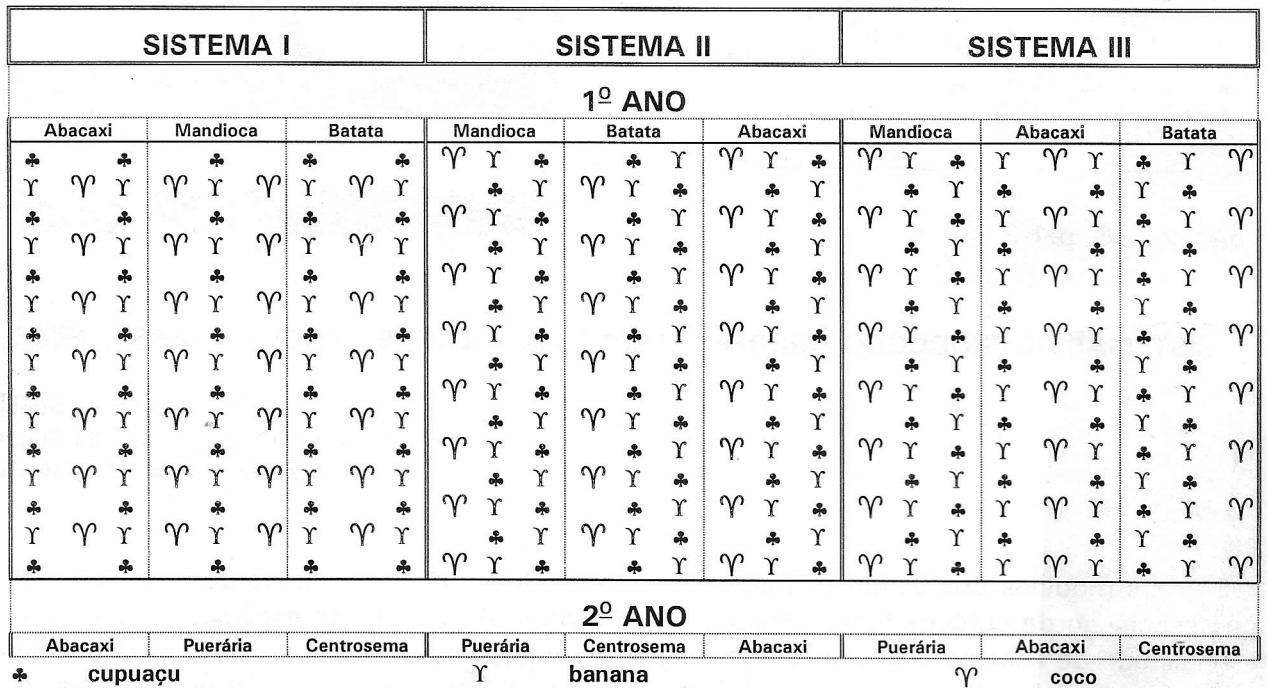 SISTEMA I SISTEMA II SISTEMA III
1º ANO
Abacaxi Mandioca Batata Mandioca Batata Abacaxi Mandioca Abacaxi Batata
2º ANO
Abacaxi Puerária Centrosema Puerária Centrosema Abacaxi Puerária Abacaxi Centrosema
♣ cupuaçu ϒ banana ♈ coco